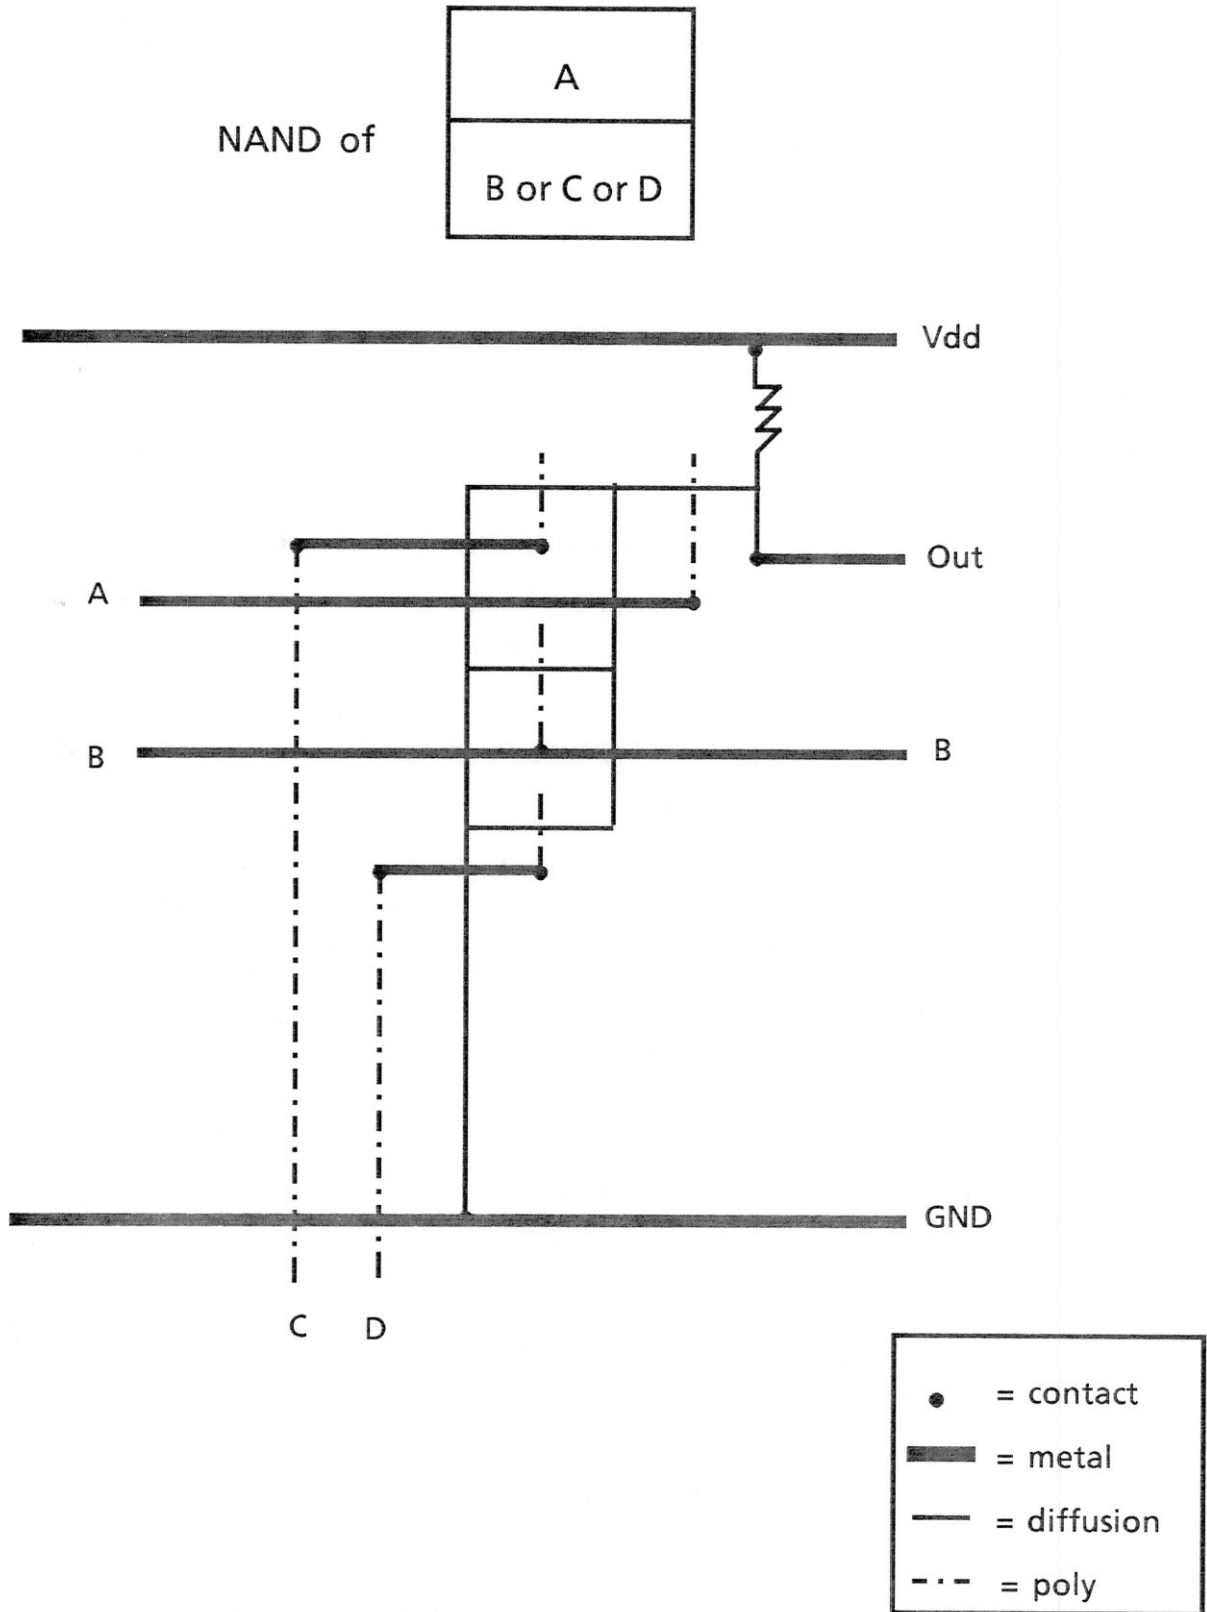 A
NAND of
B or C or D
Vdd
Out
A
B
B
GND
C D
= contact
= metal
= diffusion
= poly